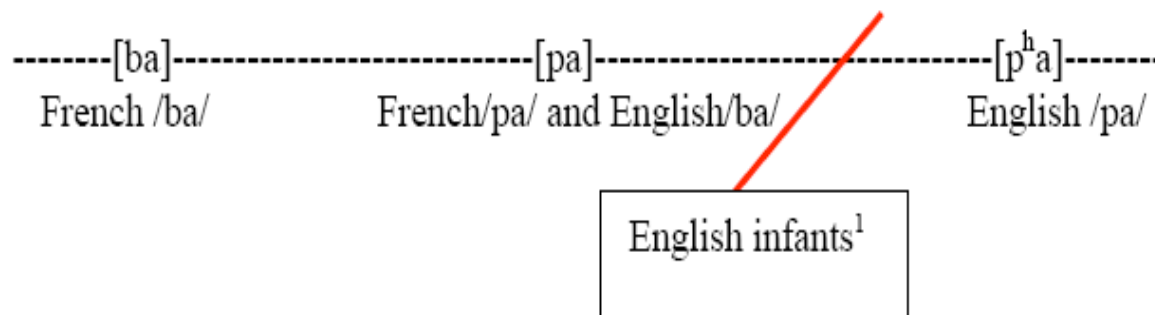 [ba] [pa] [pʰa]
French /ba/ French/pa/ and English/ba/ English /pa/
English infants¹